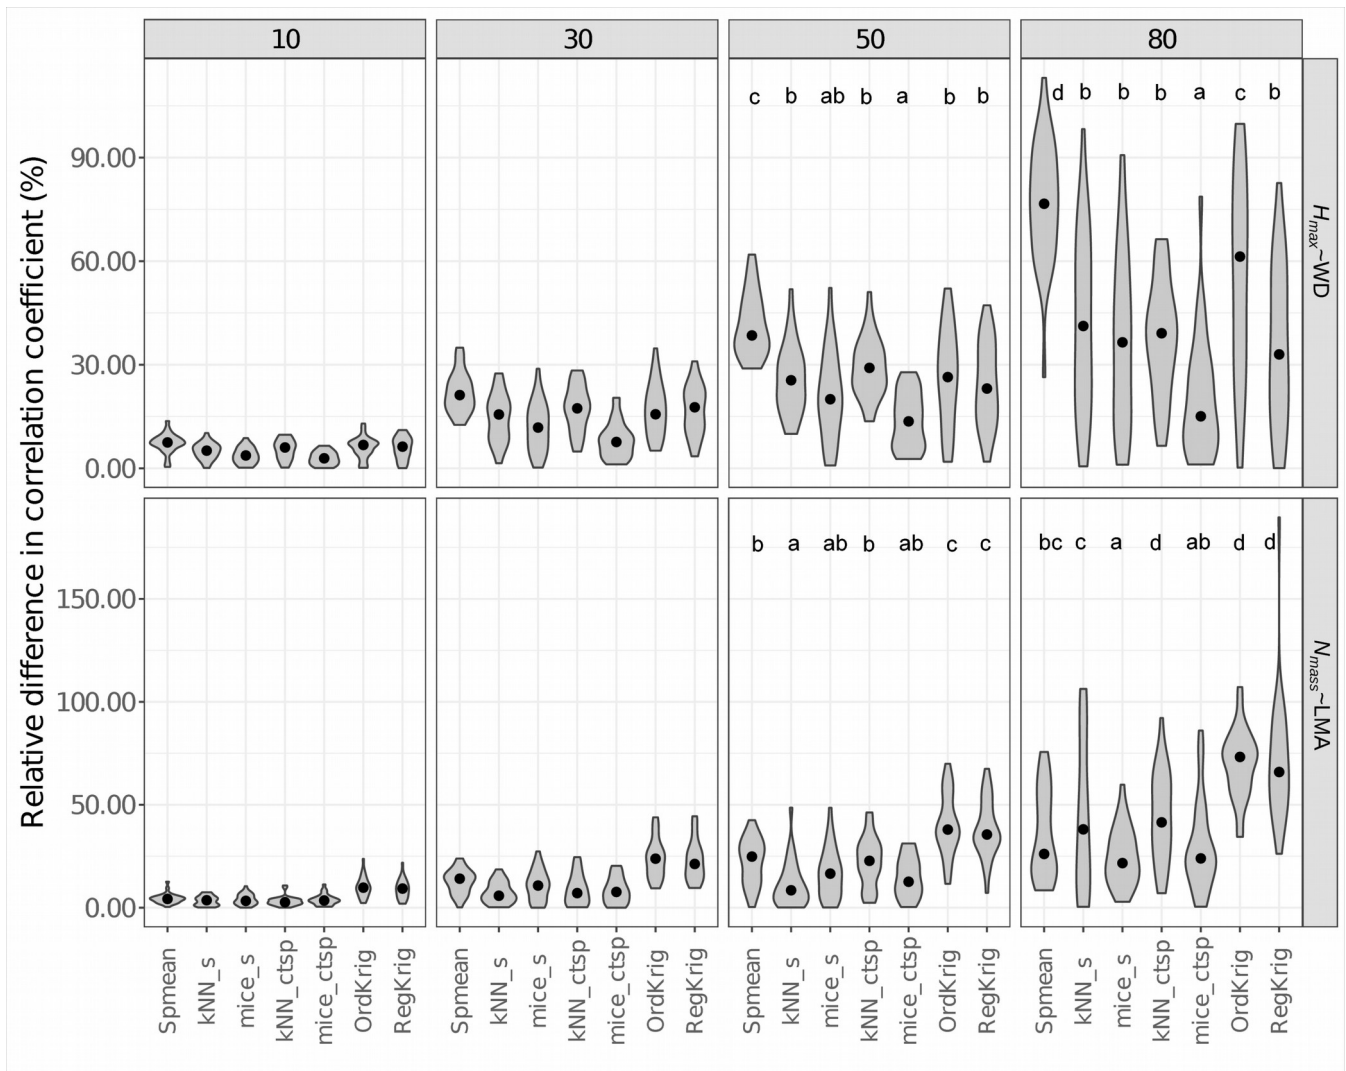 10 30 50 80
Relative difference in correlation coefficient (%)
90.00
60.00
30.00
0.00
c b ab b a b b
d b b b a c b
Hmax~WD
150.00
100.00
50.00
0.00
b a ab b ab c c
bc c a d ab d d
Nmass~LMA
Spmean kNN_s mice_s kNN_ctsp mice_ctsp OrdKrig RegKrig
Spmean kNN_s mice_s kNN_ctsp mice_ctsp OrdKrig RegKrig
Spmean kNN_s mice_s kNN_ctsp mice_ctsp OrdKrig RegKrig
Spmean kNN_s mice_s kNN_ctsp mice_ctsp OrdKrig RegKrig